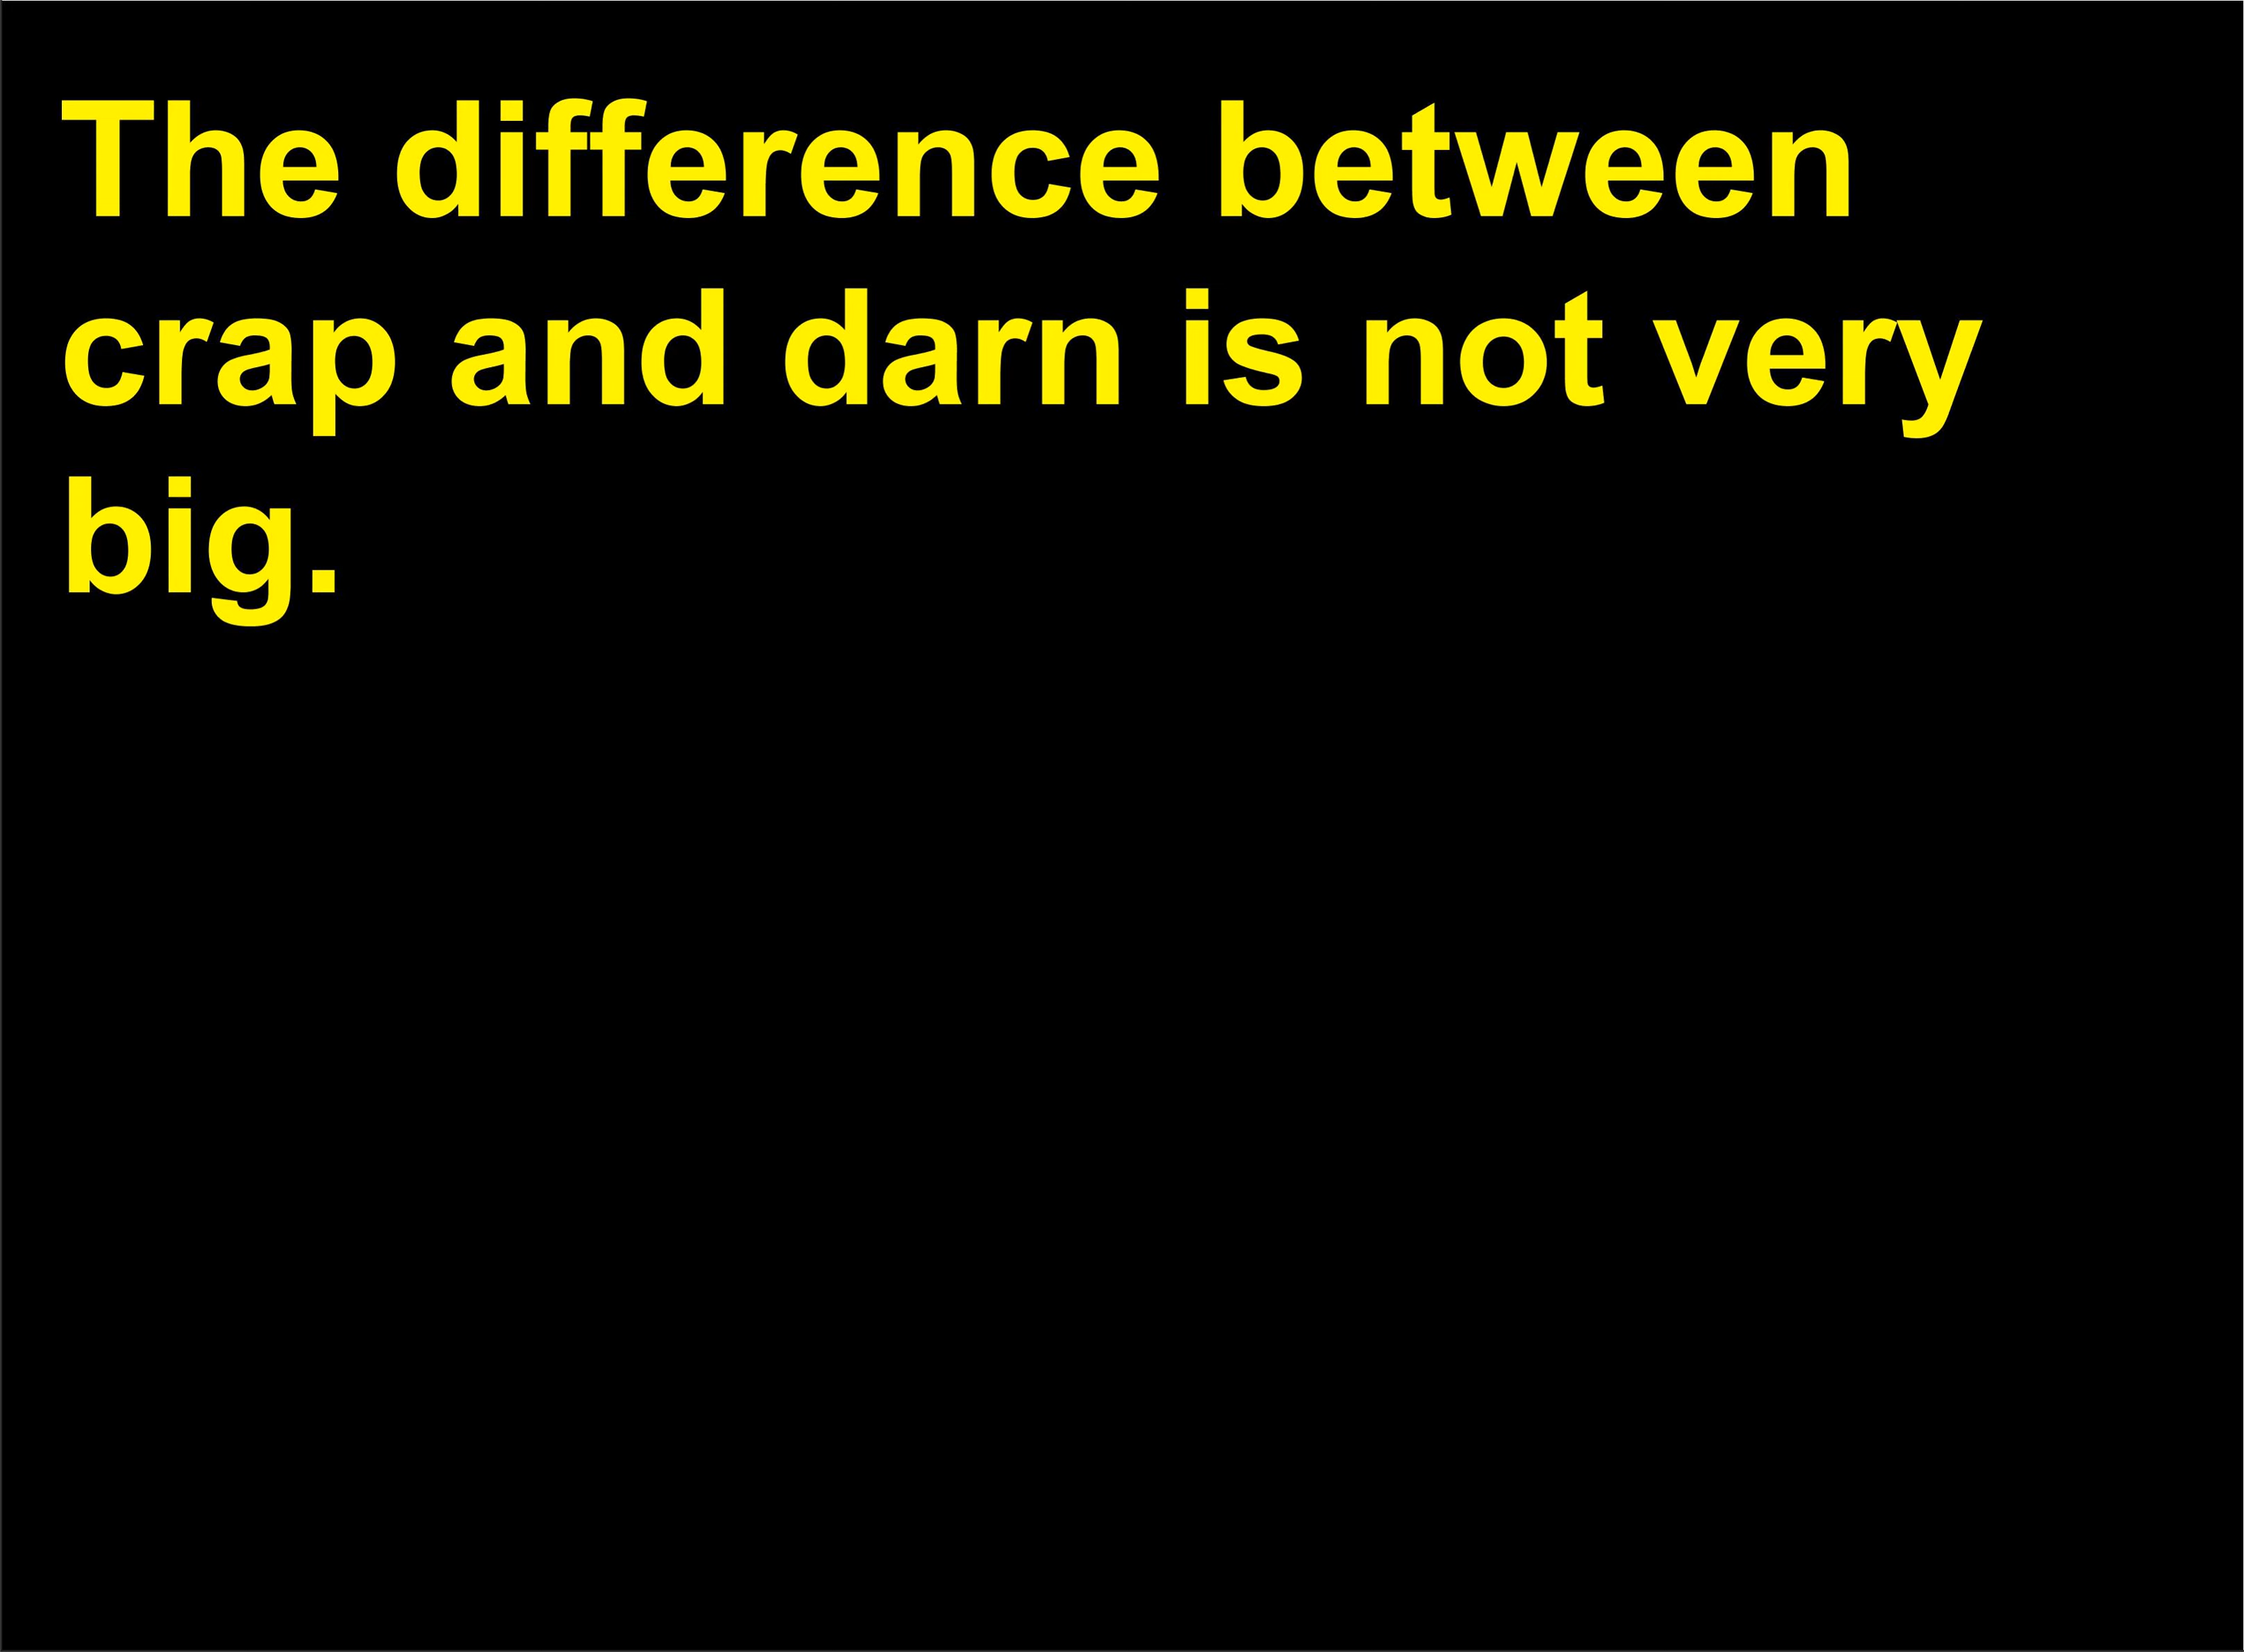 The difference between
crap and darn is not very
big.